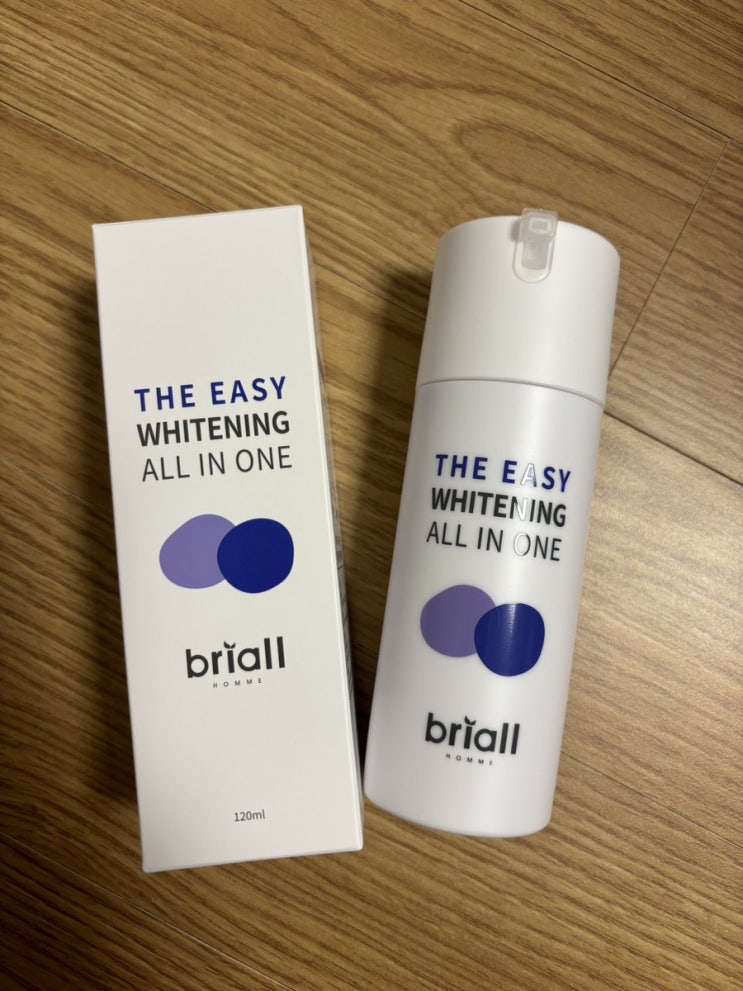 THE EASY
WHITENING
ALL IN ONE
briall
HOMME
120ml
THE EASY
WHITENING
ALL IN ONE
briall
HOMME